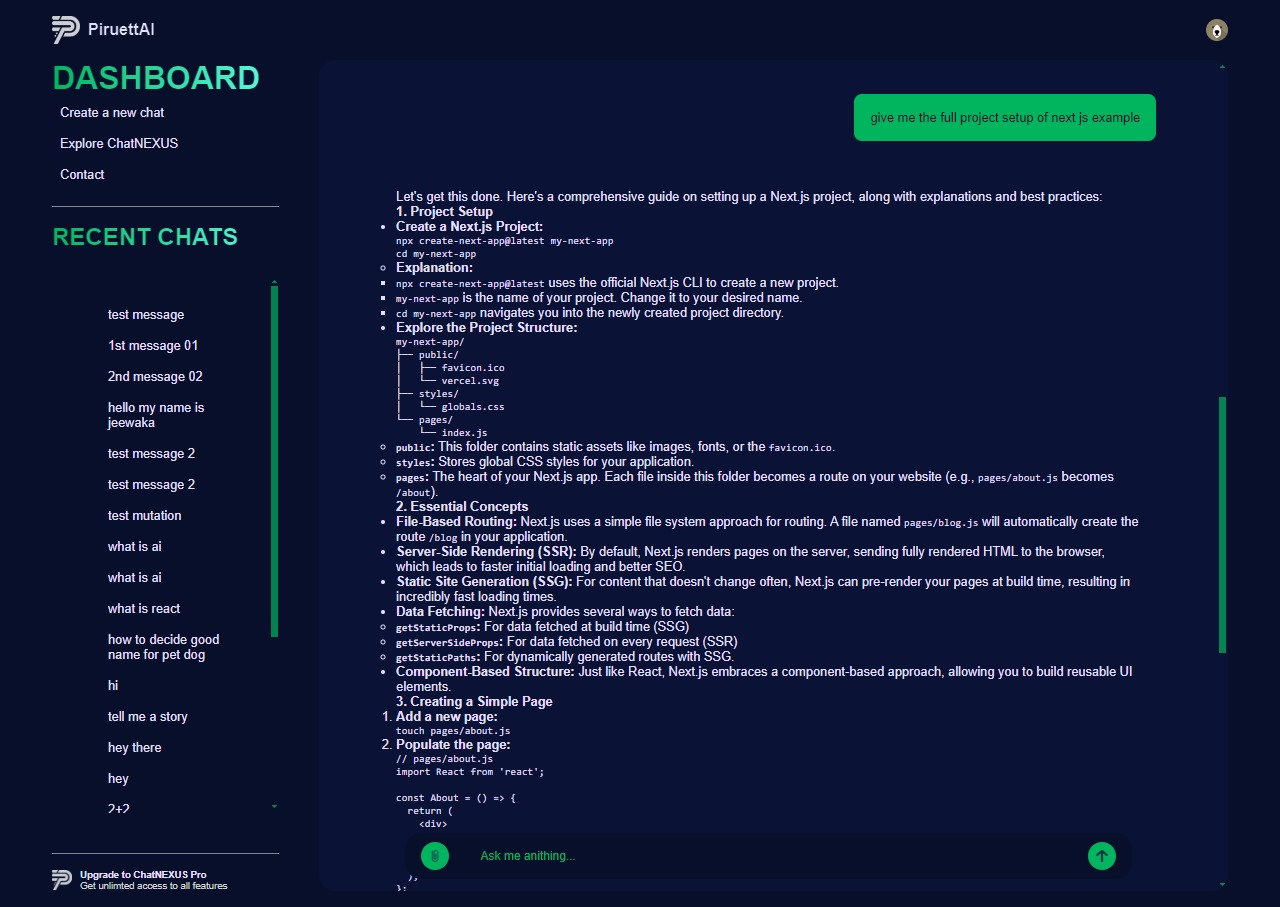 PiruettAI
DASHBOARD
Create a new chat
Explore ChatNEXUS
Contact
RECENT CHATS
test message
1st message 01
2nd message 02
hello my name is
jeewaka
test message 2
test message 2
test mutation
what is ai
what is ai
what is react
how to decide good
name for pet dog
hi
tell me a story
hey there
hey
2+2
Upgrade to ChatNEXUS Pro
Get unlimted access to all features
give me the full project setup of next js example
Let's get this done. Here's a comprehensive guide on setting up a Next.js project, along with explanations and best practices:
1. Project Setup
• Create a Next.js Project:
npx create-next-app@latest my-next-app
cd my-next-app
◦ Explanation:
▪ npx create-next-app@latest uses the official Next.js CLI to create a new project.
▪ my-next-app is the name of your project. Change it to your desired name.
▪ cd my-next-app navigates you into the newly created project directory.
• Explore the Project Structure:
my-next-app/
├── public/
│   ├── favicon.ico
│   └── vercel.svg
├── styles/
│   └── globals.css
└── pages/
    └── index.js
◦ public: This folder contains static assets like images, fonts, or the favicon.ico.
◦ styles: Stores global CSS styles for your application.
◦ pages: The heart of your Next.js app. Each file inside this folder becomes a route on your website (e.g., pages/about.js becomes
/about).
2. Essential Concepts
• File-Based Routing: Next.js uses a simple file system approach for routing. A file named pages/blog.js will automatically create the
route /blog in your application.
• Server-Side Rendering (SSR): By default, Next.js renders pages on the server, sending fully rendered HTML to the browser,
which leads to faster initial loading and better SEO.
• Static Site Generation (SSG): For content that doesn't change often, Next.js can pre-render your pages at build time, resulting in
incredibly fast loading times.
• Data Fetching: Next.js provides several ways to fetch data:
◦ getStaticProps: For data fetched at build time (SSG)
◦ getServerSideProps: For data fetched on every request (SSR)
◦ getStaticPaths: For dynamically generated routes with SSG.
• Component-Based Structure: Just like React, Next.js embraces a component-based approach, allowing you to build reusable UI
elements.
3. Creating a Simple Page
1. Add a new page:
touch pages/about.js
2. Populate the page:
// pages/about.js
import React from 'react';
const About = () => {
  return (
    <div>
Ask me anithing...
  );
};